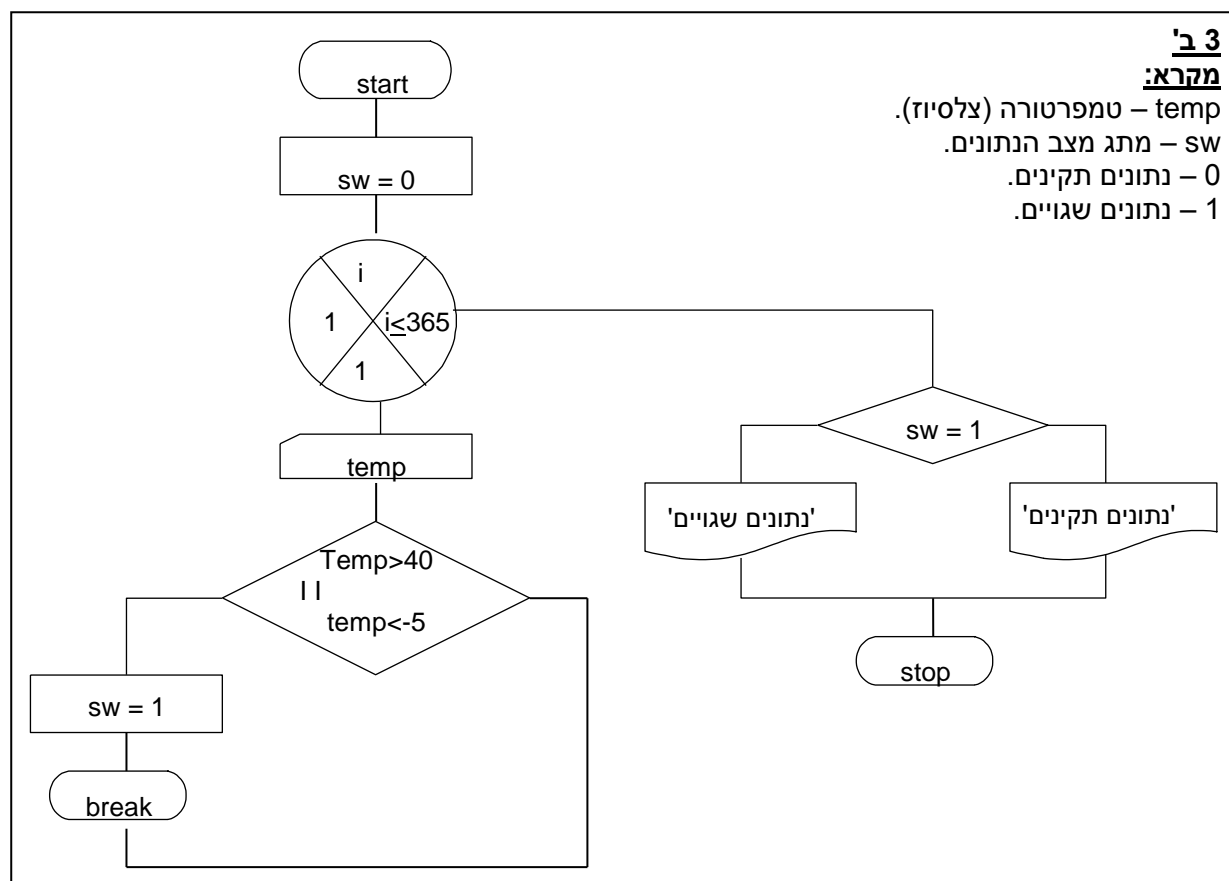 3 ב'
מקרא:
temp – טמפרטורה (צלסיוז).
sw – מתג מצב הנתונים.
0 – נתונים תקינים.
1 – נתונים שגויים.
start
sw = 0
i
1
i≤365
1
temp
Temp>40
I I
temp<-5
sw = 1
break
sw = 1
'נתונים שגויים'
'נתונים תקינים'
stop